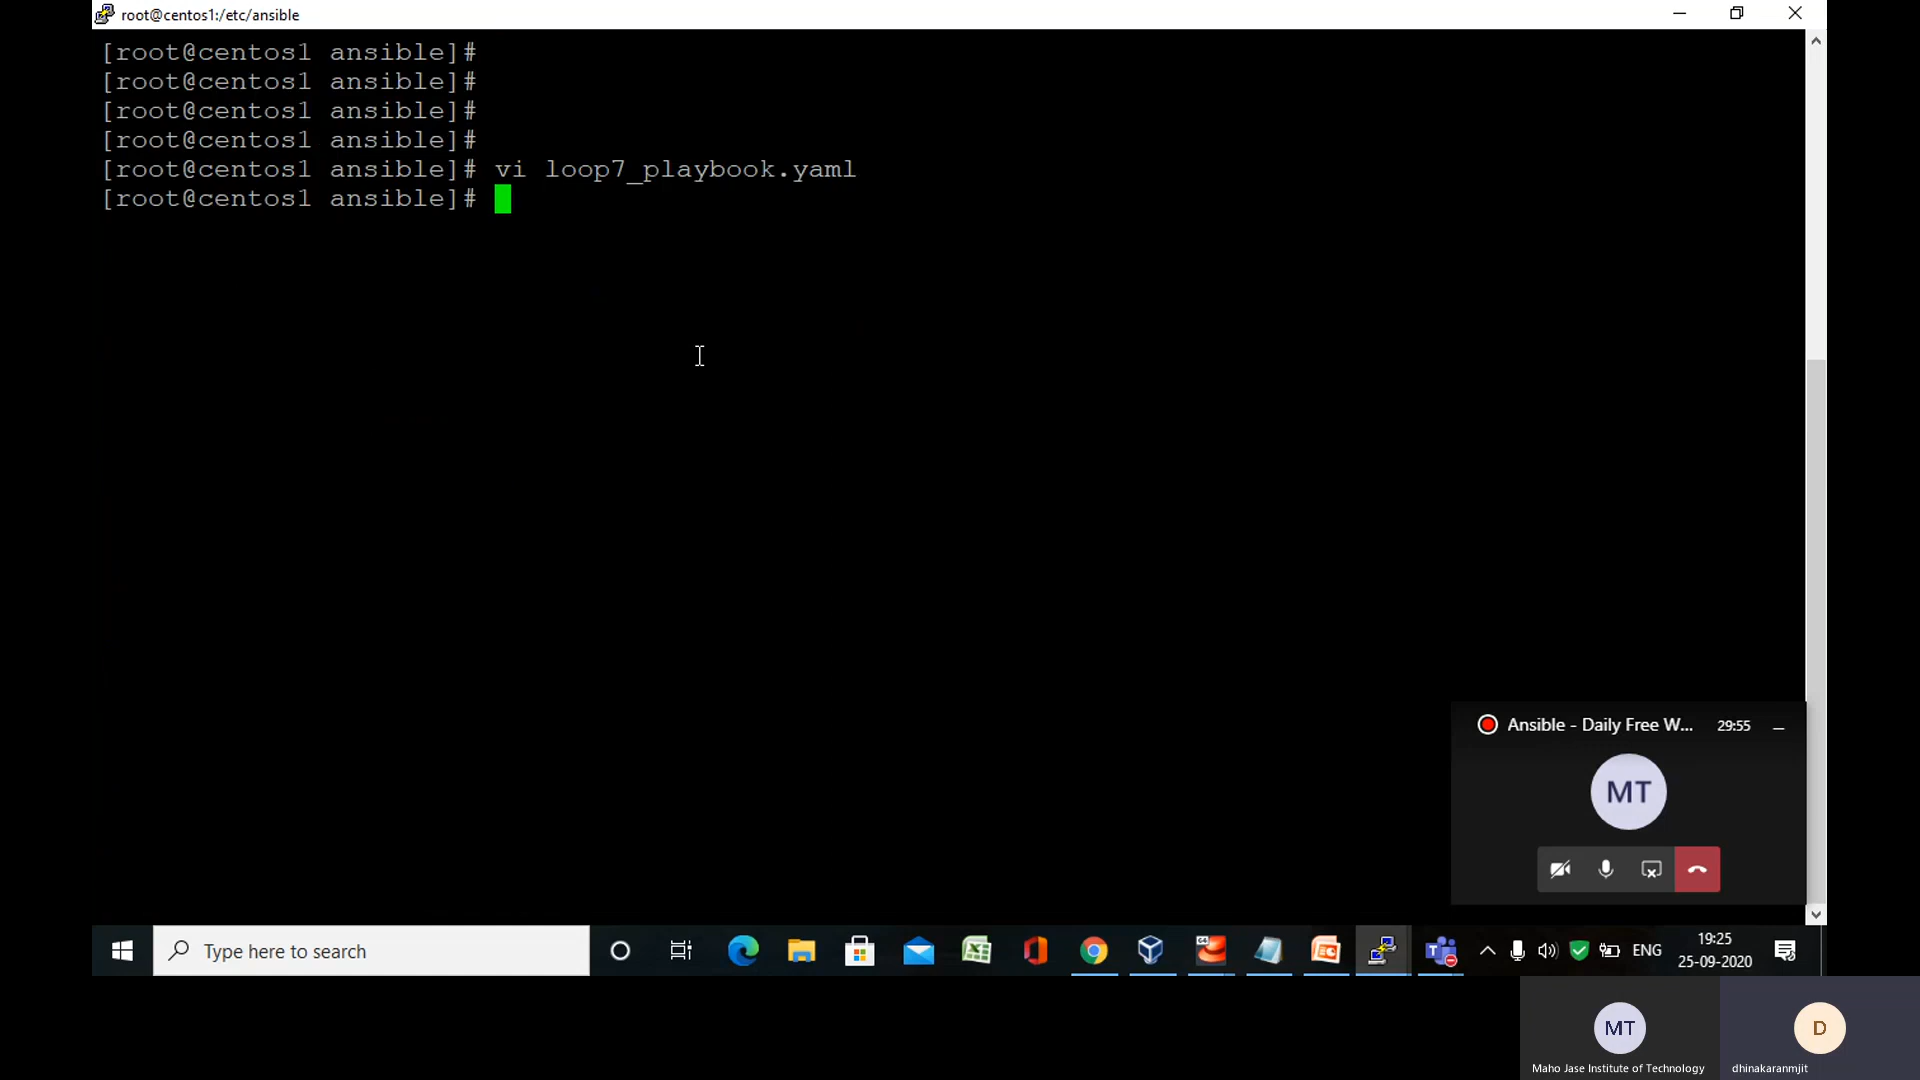 root@centos1:/etc/ansible
[root@centos1 ansible]#
[root@centos1 ansible]#
[root@centos1 ansible]#
[root@centos1 ansible]#
[root@centos1 ansible]# vi loop7_playbook.yaml
[root@centos1 ansible]#
Ansible - Daily Free W... 29:55
MT
Type here to search
ENG
19:25
25-09-2020
MT
D
Maho Jase Institute of Technology
dhinakaranmjit